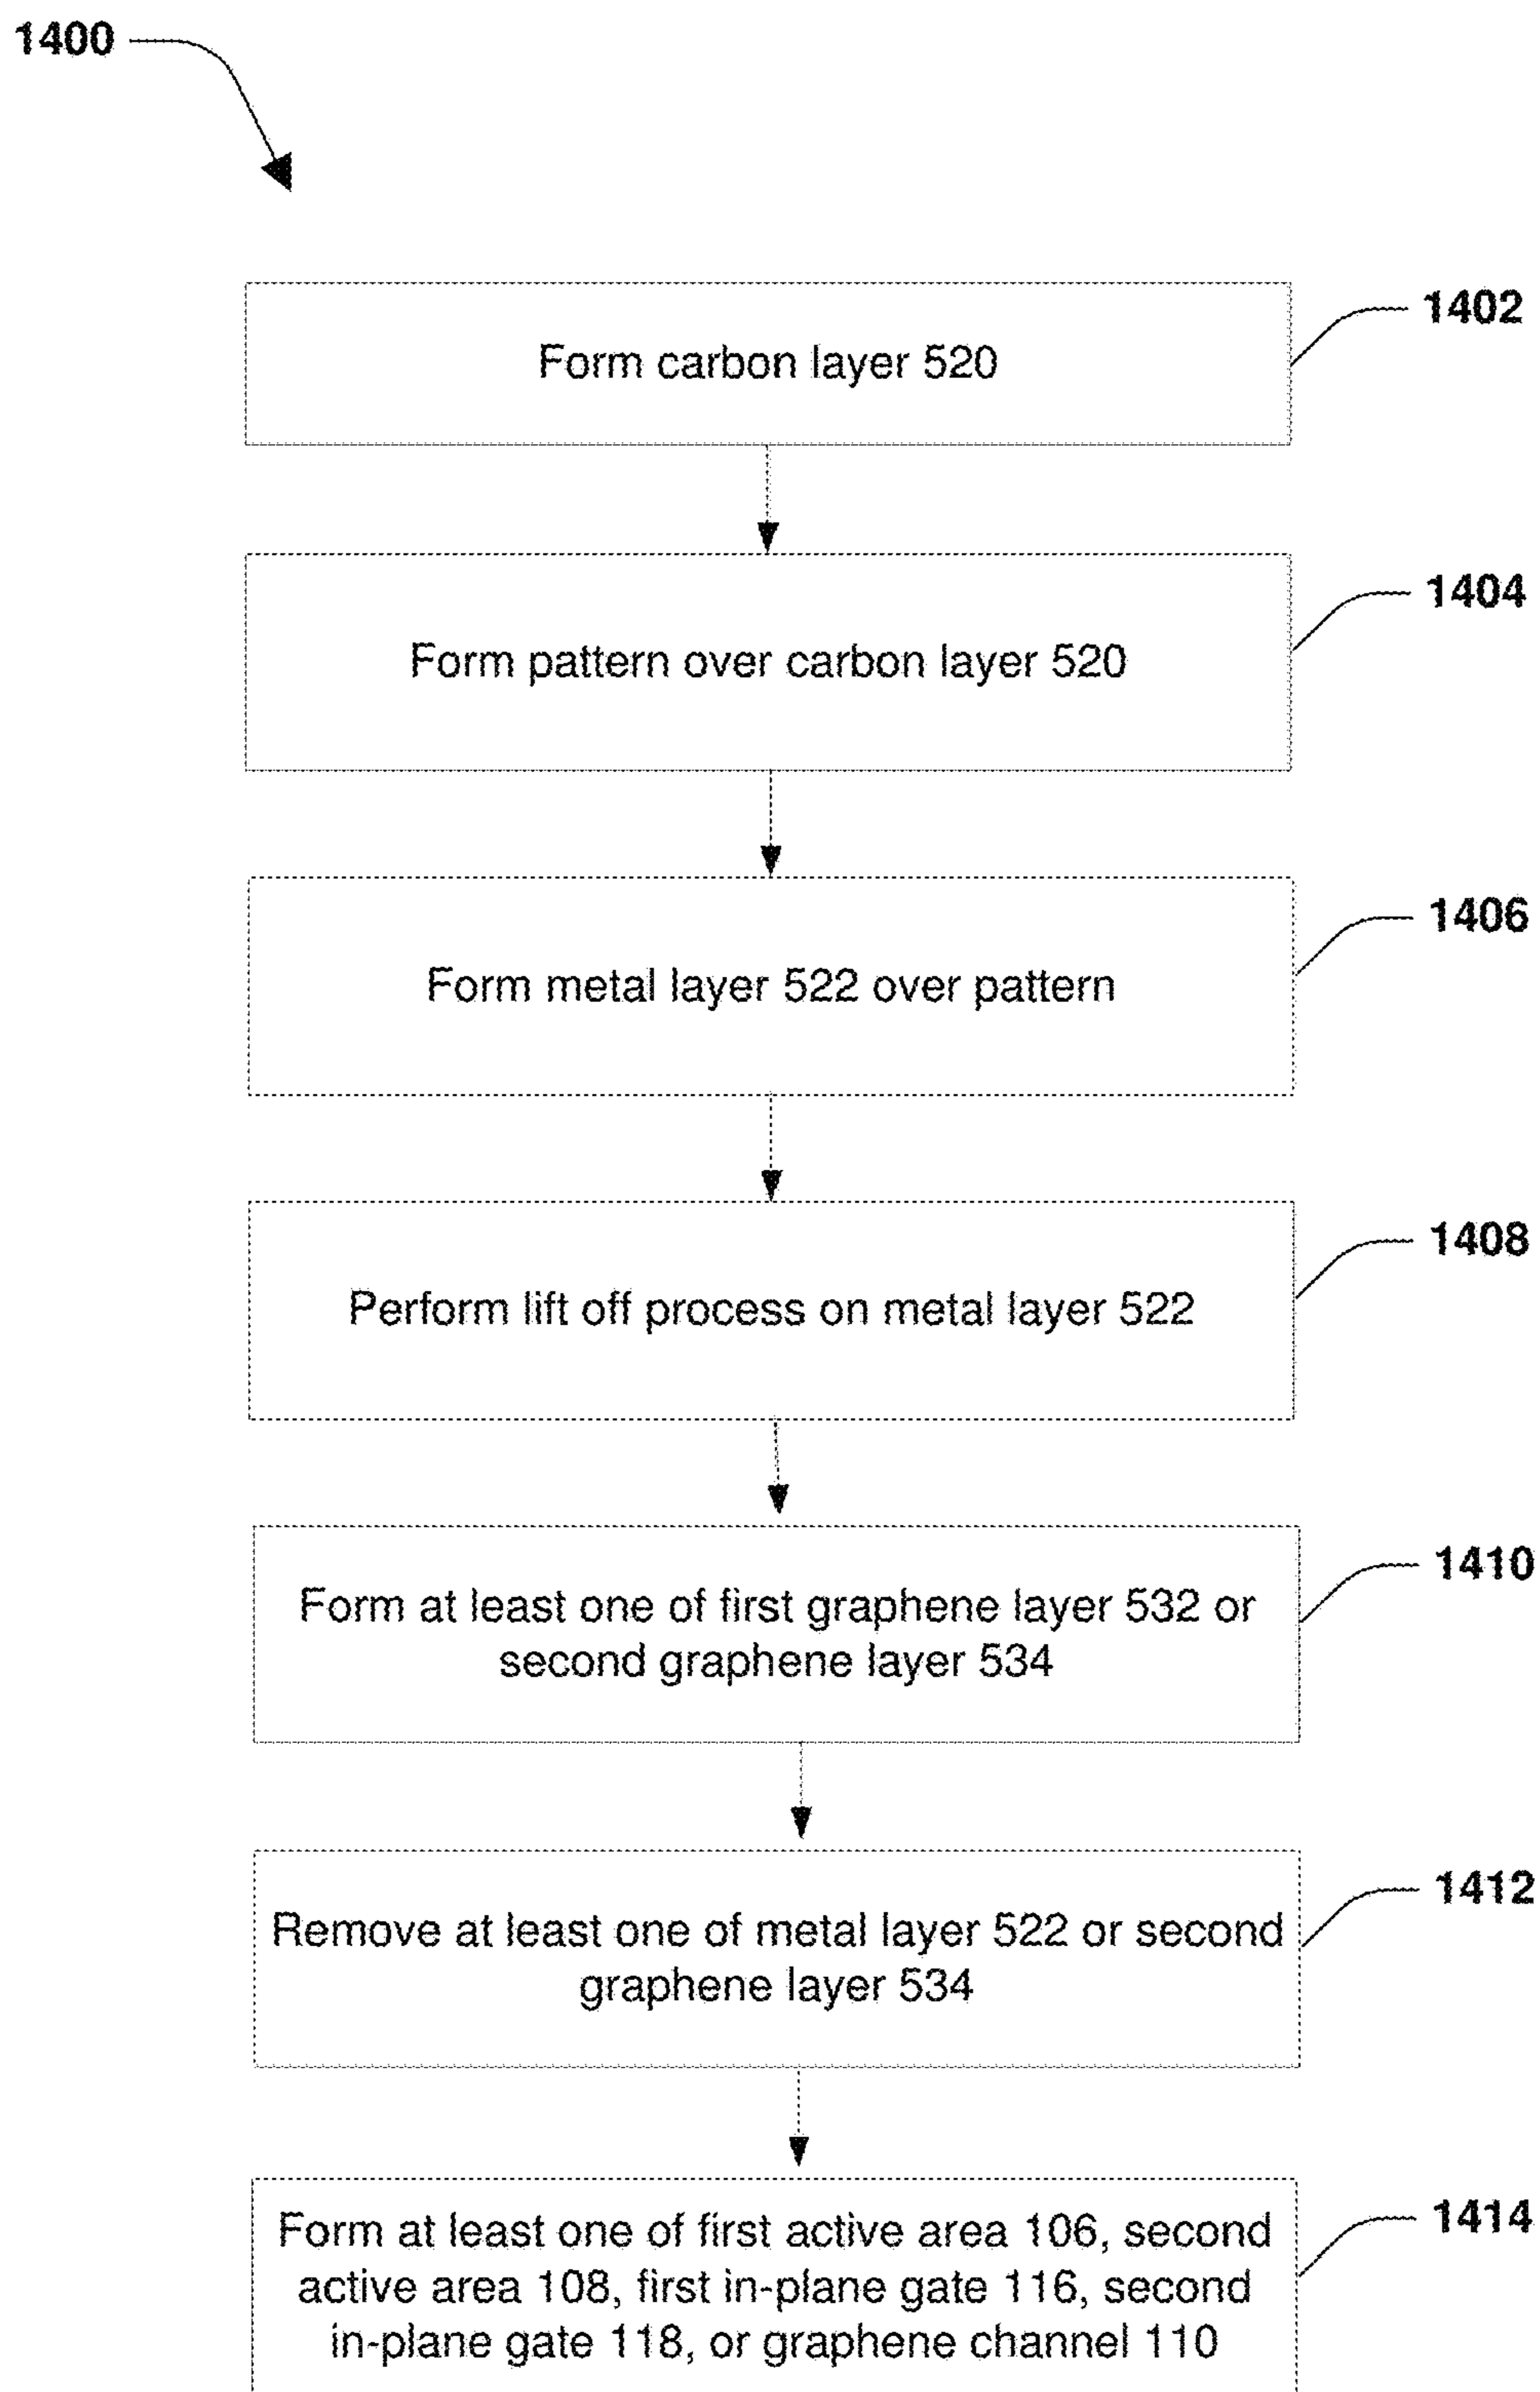 1400
1402
Form carbon layer 520
1404
Form pattern over carbon layer 520
1406
Form metal layer 522 over pattern
1408
Perform lift off process on metal layer 522
1410
Form at least one of first graphene layer 532 or
second graphene layer 534
1412
Remove at least one of metal layer 522 or second
graphene layer 534
1414
Form at least one of first active area 106, second
active area 108, first in-plane gate 116, second
in-plane gate 118, or graphene channel 110